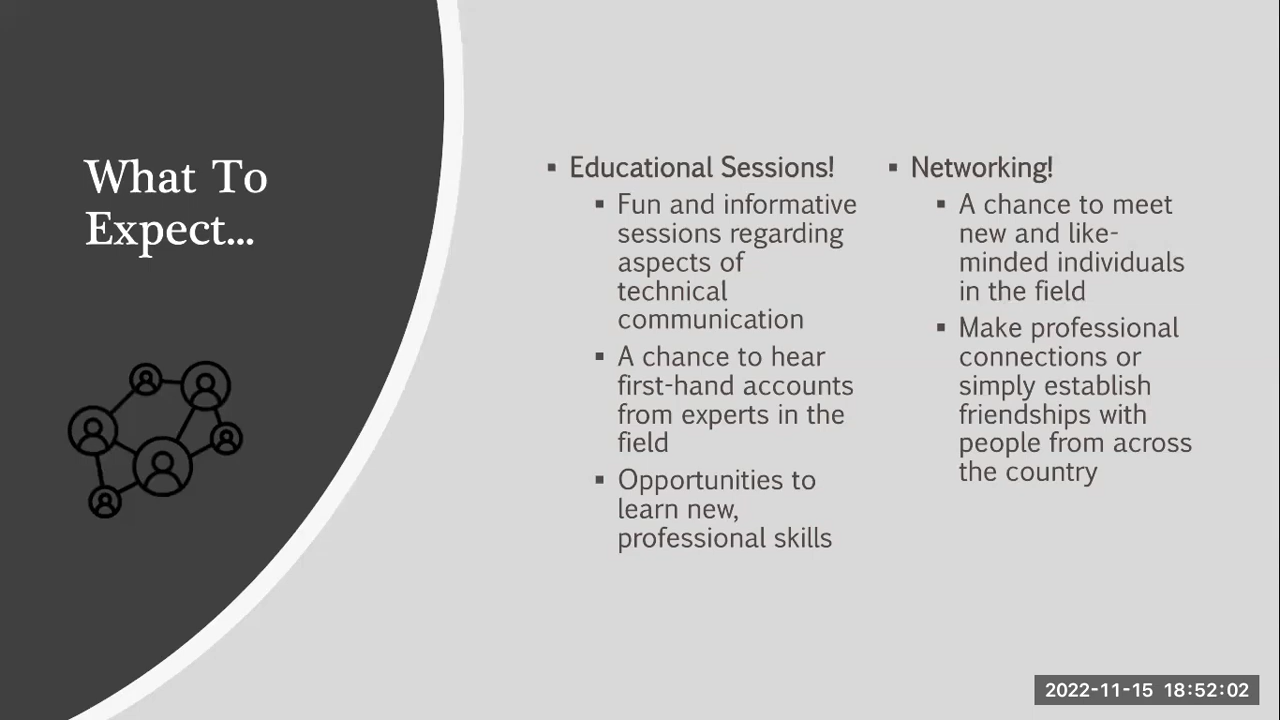 What To
Expect...
▪ Educational Sessions!
▪ Fun and informative
sessions regarding
aspects of
technical
communication
▪ A chance to hear
first-hand accounts
from experts in the
field
▪ Opportunities to
learn new,
professional skills
▪ Networking!
▪ A chance to meet
new and like-
minded individuals
in the field
▪ Make professional
connections or
simply establish
friendships with
people from across
the country
2022-11-15 18:52:02